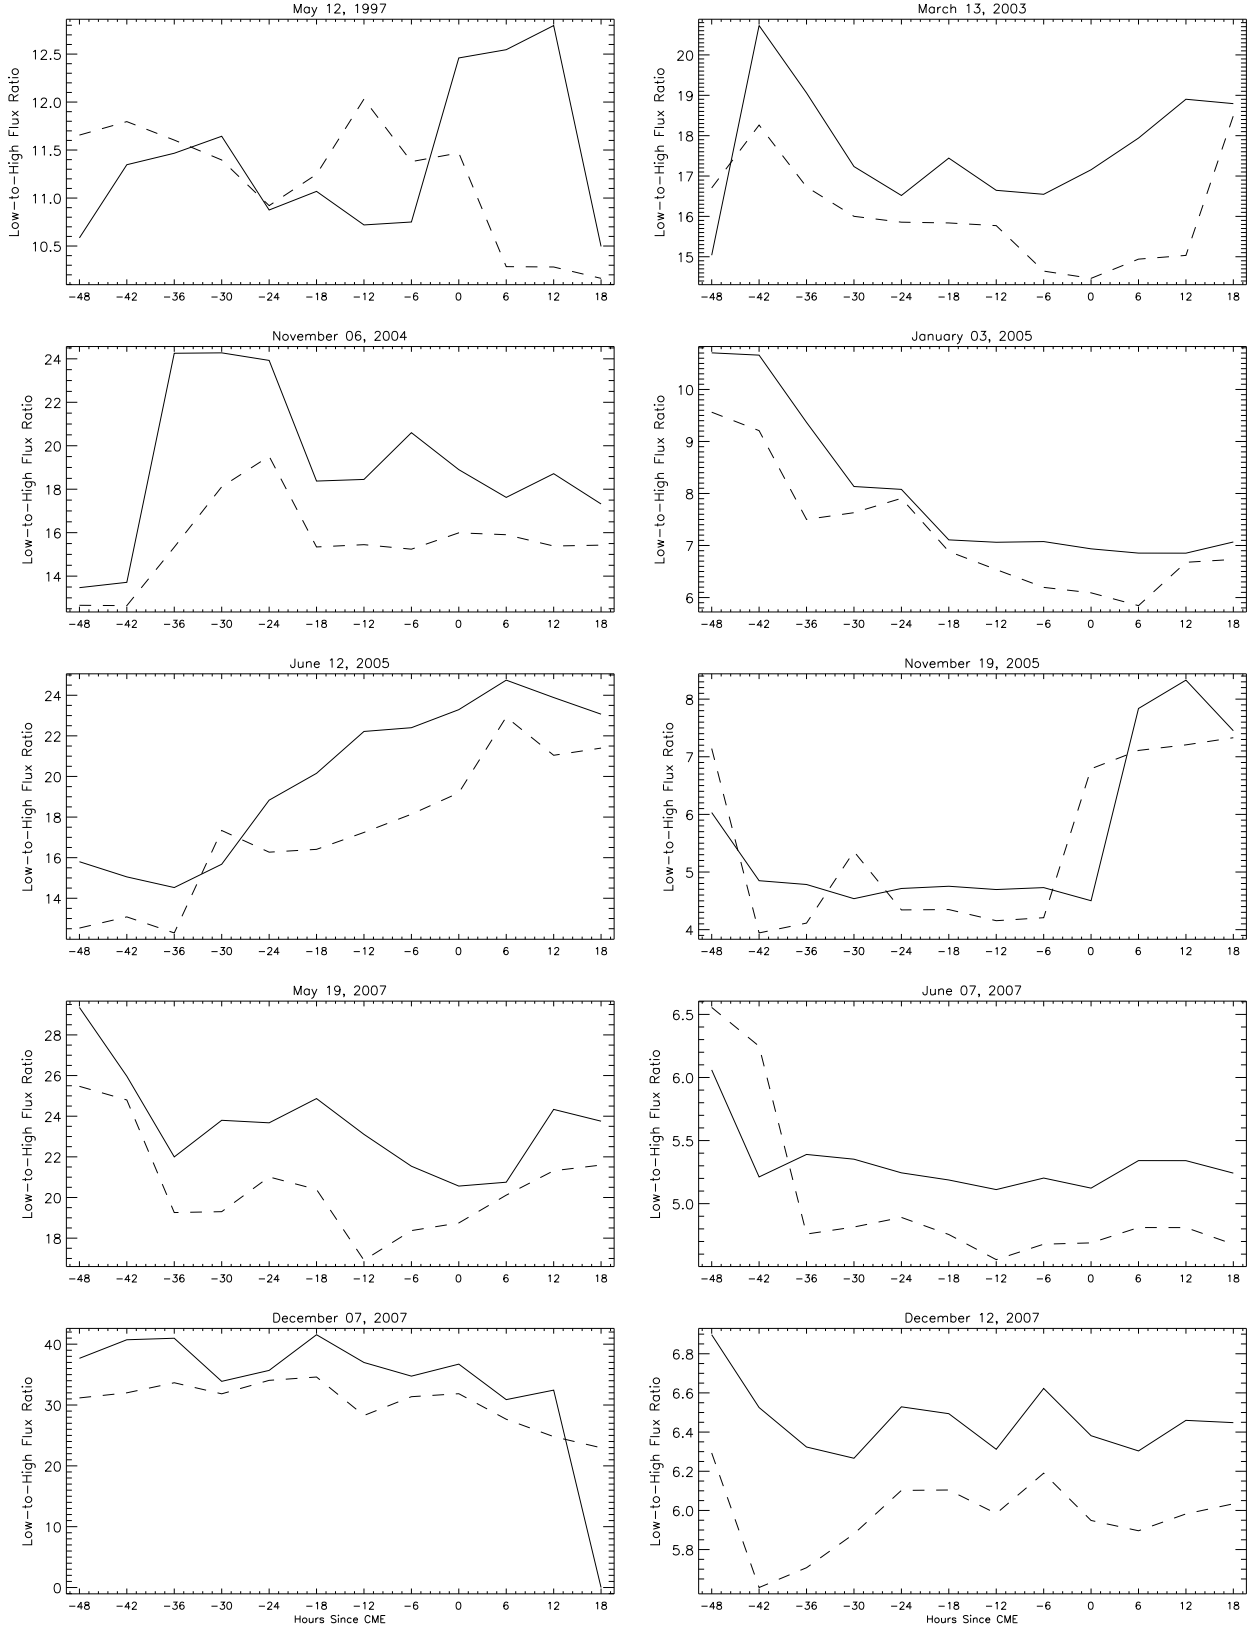 May 12, 1997
Low-to-High Flux Ratio
12.5
12.0
11.5
11.0
10.5
-48 -42 -36 -30 -24 -18 -12 -6 0 6 12 18
March 13, 2003
Low-to-High Flux Ratio
20
19
18
17
16
15
-48 -42 -36 -30 -24 -18 -12 -6 0 6 12 18
November 06, 2004
Low-to-High Flux Ratio
24
22
20
18
16
14
-48 -42 -36 -30 -24 -18 -12 -6 0 6 12 18
January 03, 2005
Low-to-High Flux Ratio
10
9
8
7
6
-48 -42 -36 -30 -24 -18 -12 -6 0 6 12 18
June 12, 2005
Low-to-High Flux Ratio
24
22
20
18
16
14
-48 -42 -36 -30 -24 -18 -12 -6 0 6 12 18
November 19, 2005
Low-to-High Flux Ratio
8
7
6
5
4
-48 -42 -36 -30 -24 -18 -12 -6 0 6 12 18
May 19, 2007
Low-to-High Flux Ratio
28
26
24
22
20
18
-48 -42 -36 -30 -24 -18 -12 -6 0 6 12 18
June 07, 2007
Low-to-High Flux Ratio
6.5
6.0
5.5
5.0
-48 -42 -36 -30 -24 -18 -12 -6 0 6 12 18
December 07, 2007
Low-to-High Flux Ratio
40
30
20
10
0
-48 -42 -36 -30 -24 -18 -12 -6 0 6 12 18
Hours Since CME
December 12, 2007
Low-to-High Flux Ratio
6.8
6.6
6.4
6.2
6.0
5.8
-48 -42 -36 -30 -24 -18 -12 -6 0 6 12 18
Hours Since CME